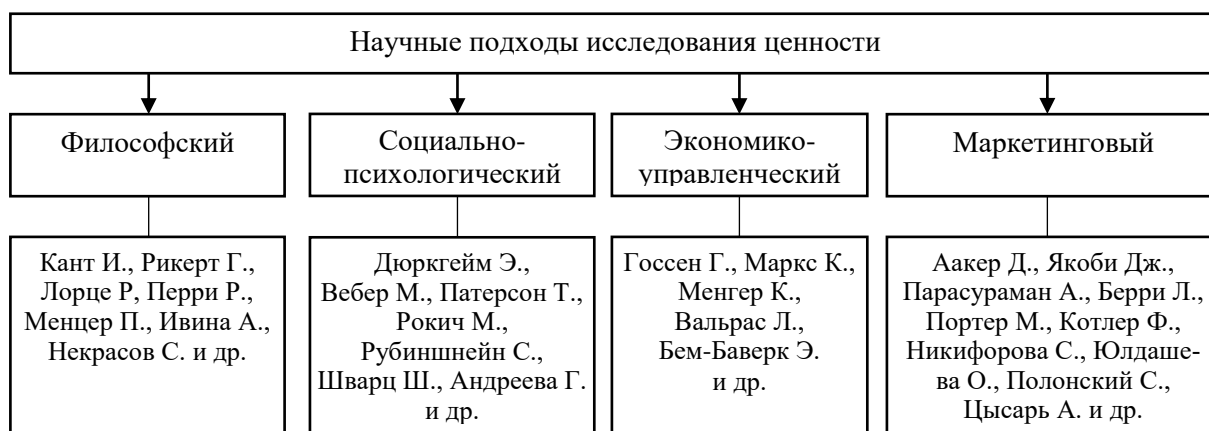 Научные подходы исследования ценности
Философский
Социально-
психологический
Экономико-
управленческий
Маркетинговый
Кант И., Рикерт Г.,
Лорце Р, Перри Р.,
Менцер П., Ивина А.,
Некрасов С. и др.
Дюркгейм Э.,
Вебер М., Патерсон Т.,
Рокич М.,
Рубиншнейн С.,
Шварц Ш., Андреева Г.
и др.
Госсен Г., Маркс К.,
Менгер К.,
Вальрас Л.,
Бем-Баверк Э.
и др.
Аакер Д., Якоби Дж.,
Парасураман А., Берри Л.,
Портер М., Котлер Ф.,
Никифорова С., Юлдаше-
ва О., Полонский С.,
Цысарь А. и др.